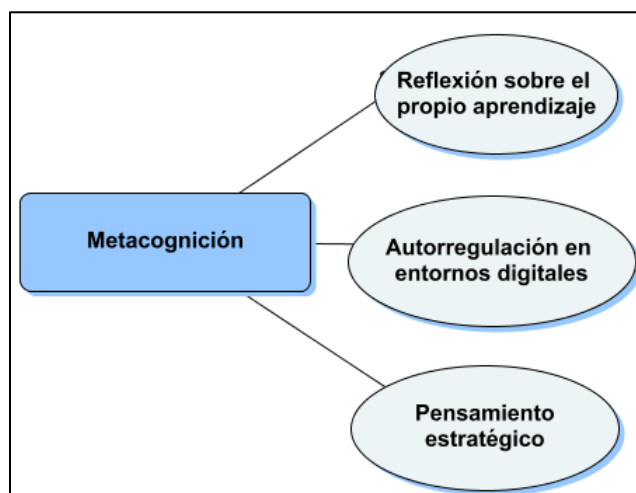 Reflexión sobre el
propio aprendizaje
Metacognición
Autorregulación en
entornos digitales
Pensamiento
estratégico